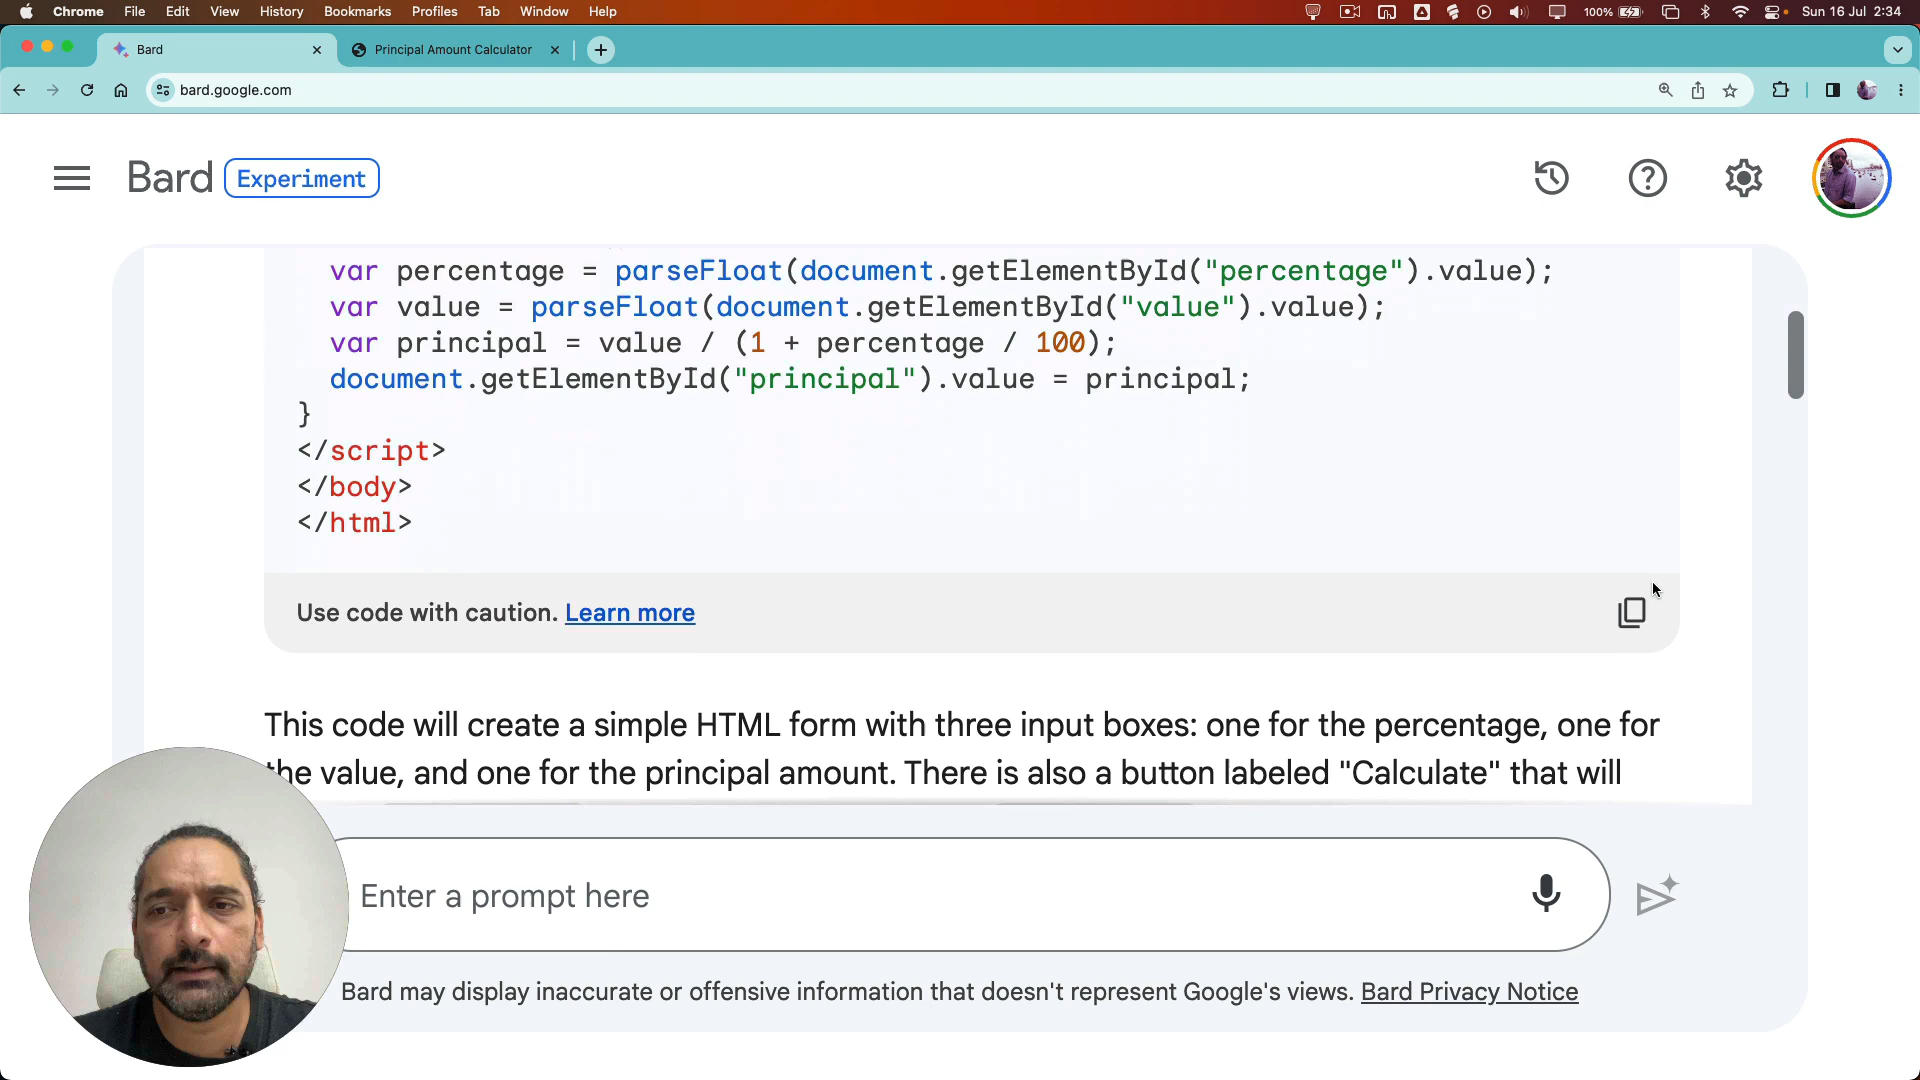 Chrome File Edit View History Bookmarks Profiles Tab Window Help 100% Sun 16 Jul 2:34
Bard Principal Amount Calculator
bard.google.com
Bard Experiment
var percentage = parseFloat(document.getElementById("percentage").value);
var value = parseFloat(document.getElementById("value").value);
var principal = value / (1 + percentage / 100);
document.getElementById("principal").value = principal;
}
</script>
</body>
</html>
Use code with caution. Learn more
This code will create a simple HTML form with three input boxes: one for the percentage, one for
the value, and one for the principal amount. There is also a button labeled "Calculate" that will
Enter a prompt here
Bard may display inaccurate or offensive information that doesn't represent Google's views. Bard Privacy Notice